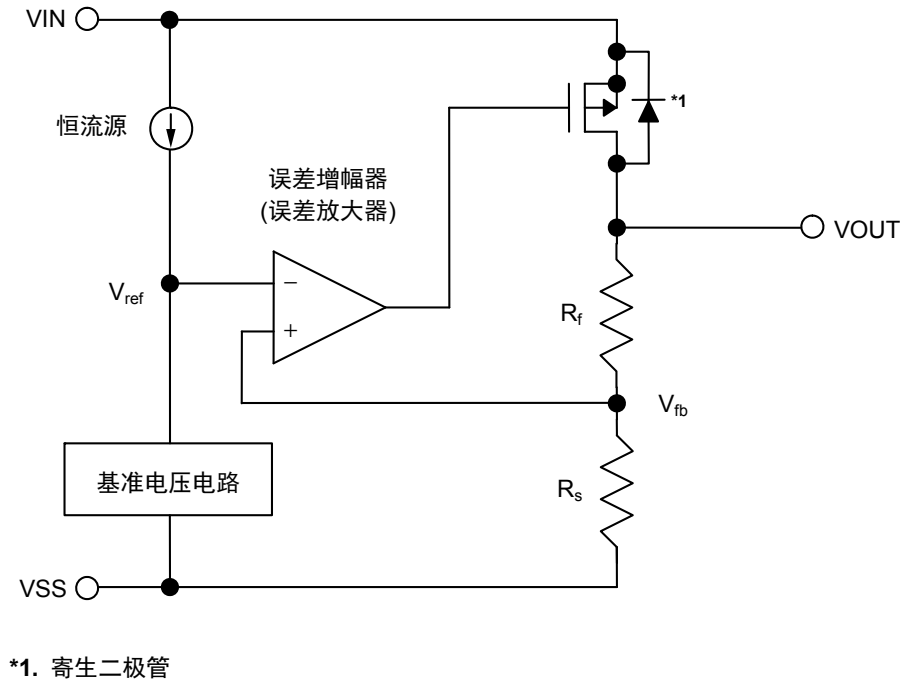 VIN
*1
恒流源
误差增幅器
(误差放大器)
VOUT
Vref
−
+
Rf
Vfb
基准电压电路
Rs
VSS
*1. 寄生二极管